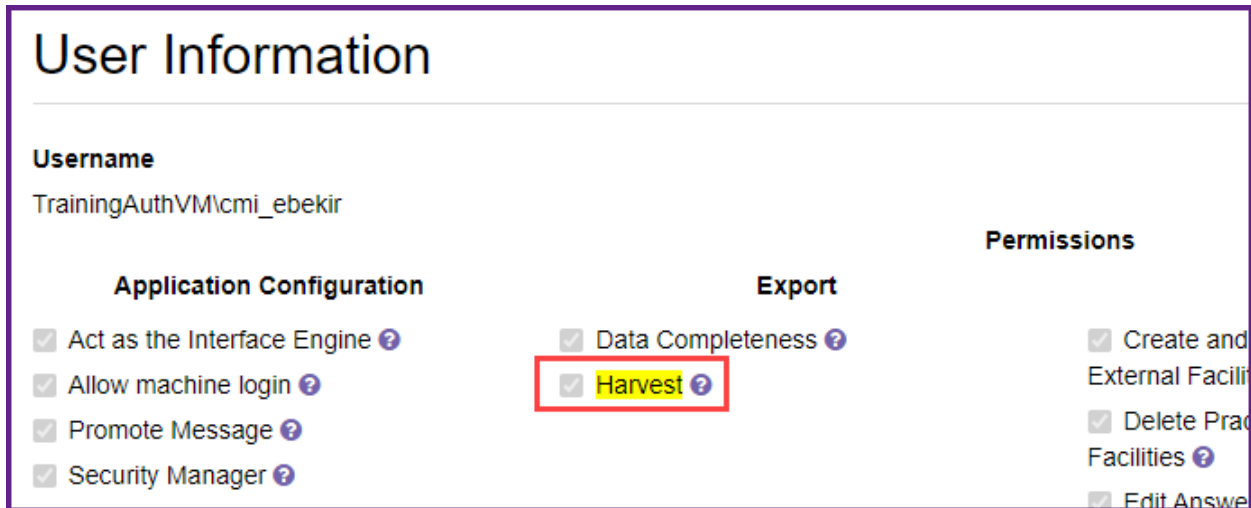 User Information
Username
TrainingAuthVM\cmi_ebekir
Permissions
Application Configuration
Act as the Interface Engine ?
Allow machine login ?
Promote Message ?
Security Manager ?
Export
Data Completeness ?
Harvest ?
Create and
External Facilit
Delete Prac
Facilities ?
Edit Answe